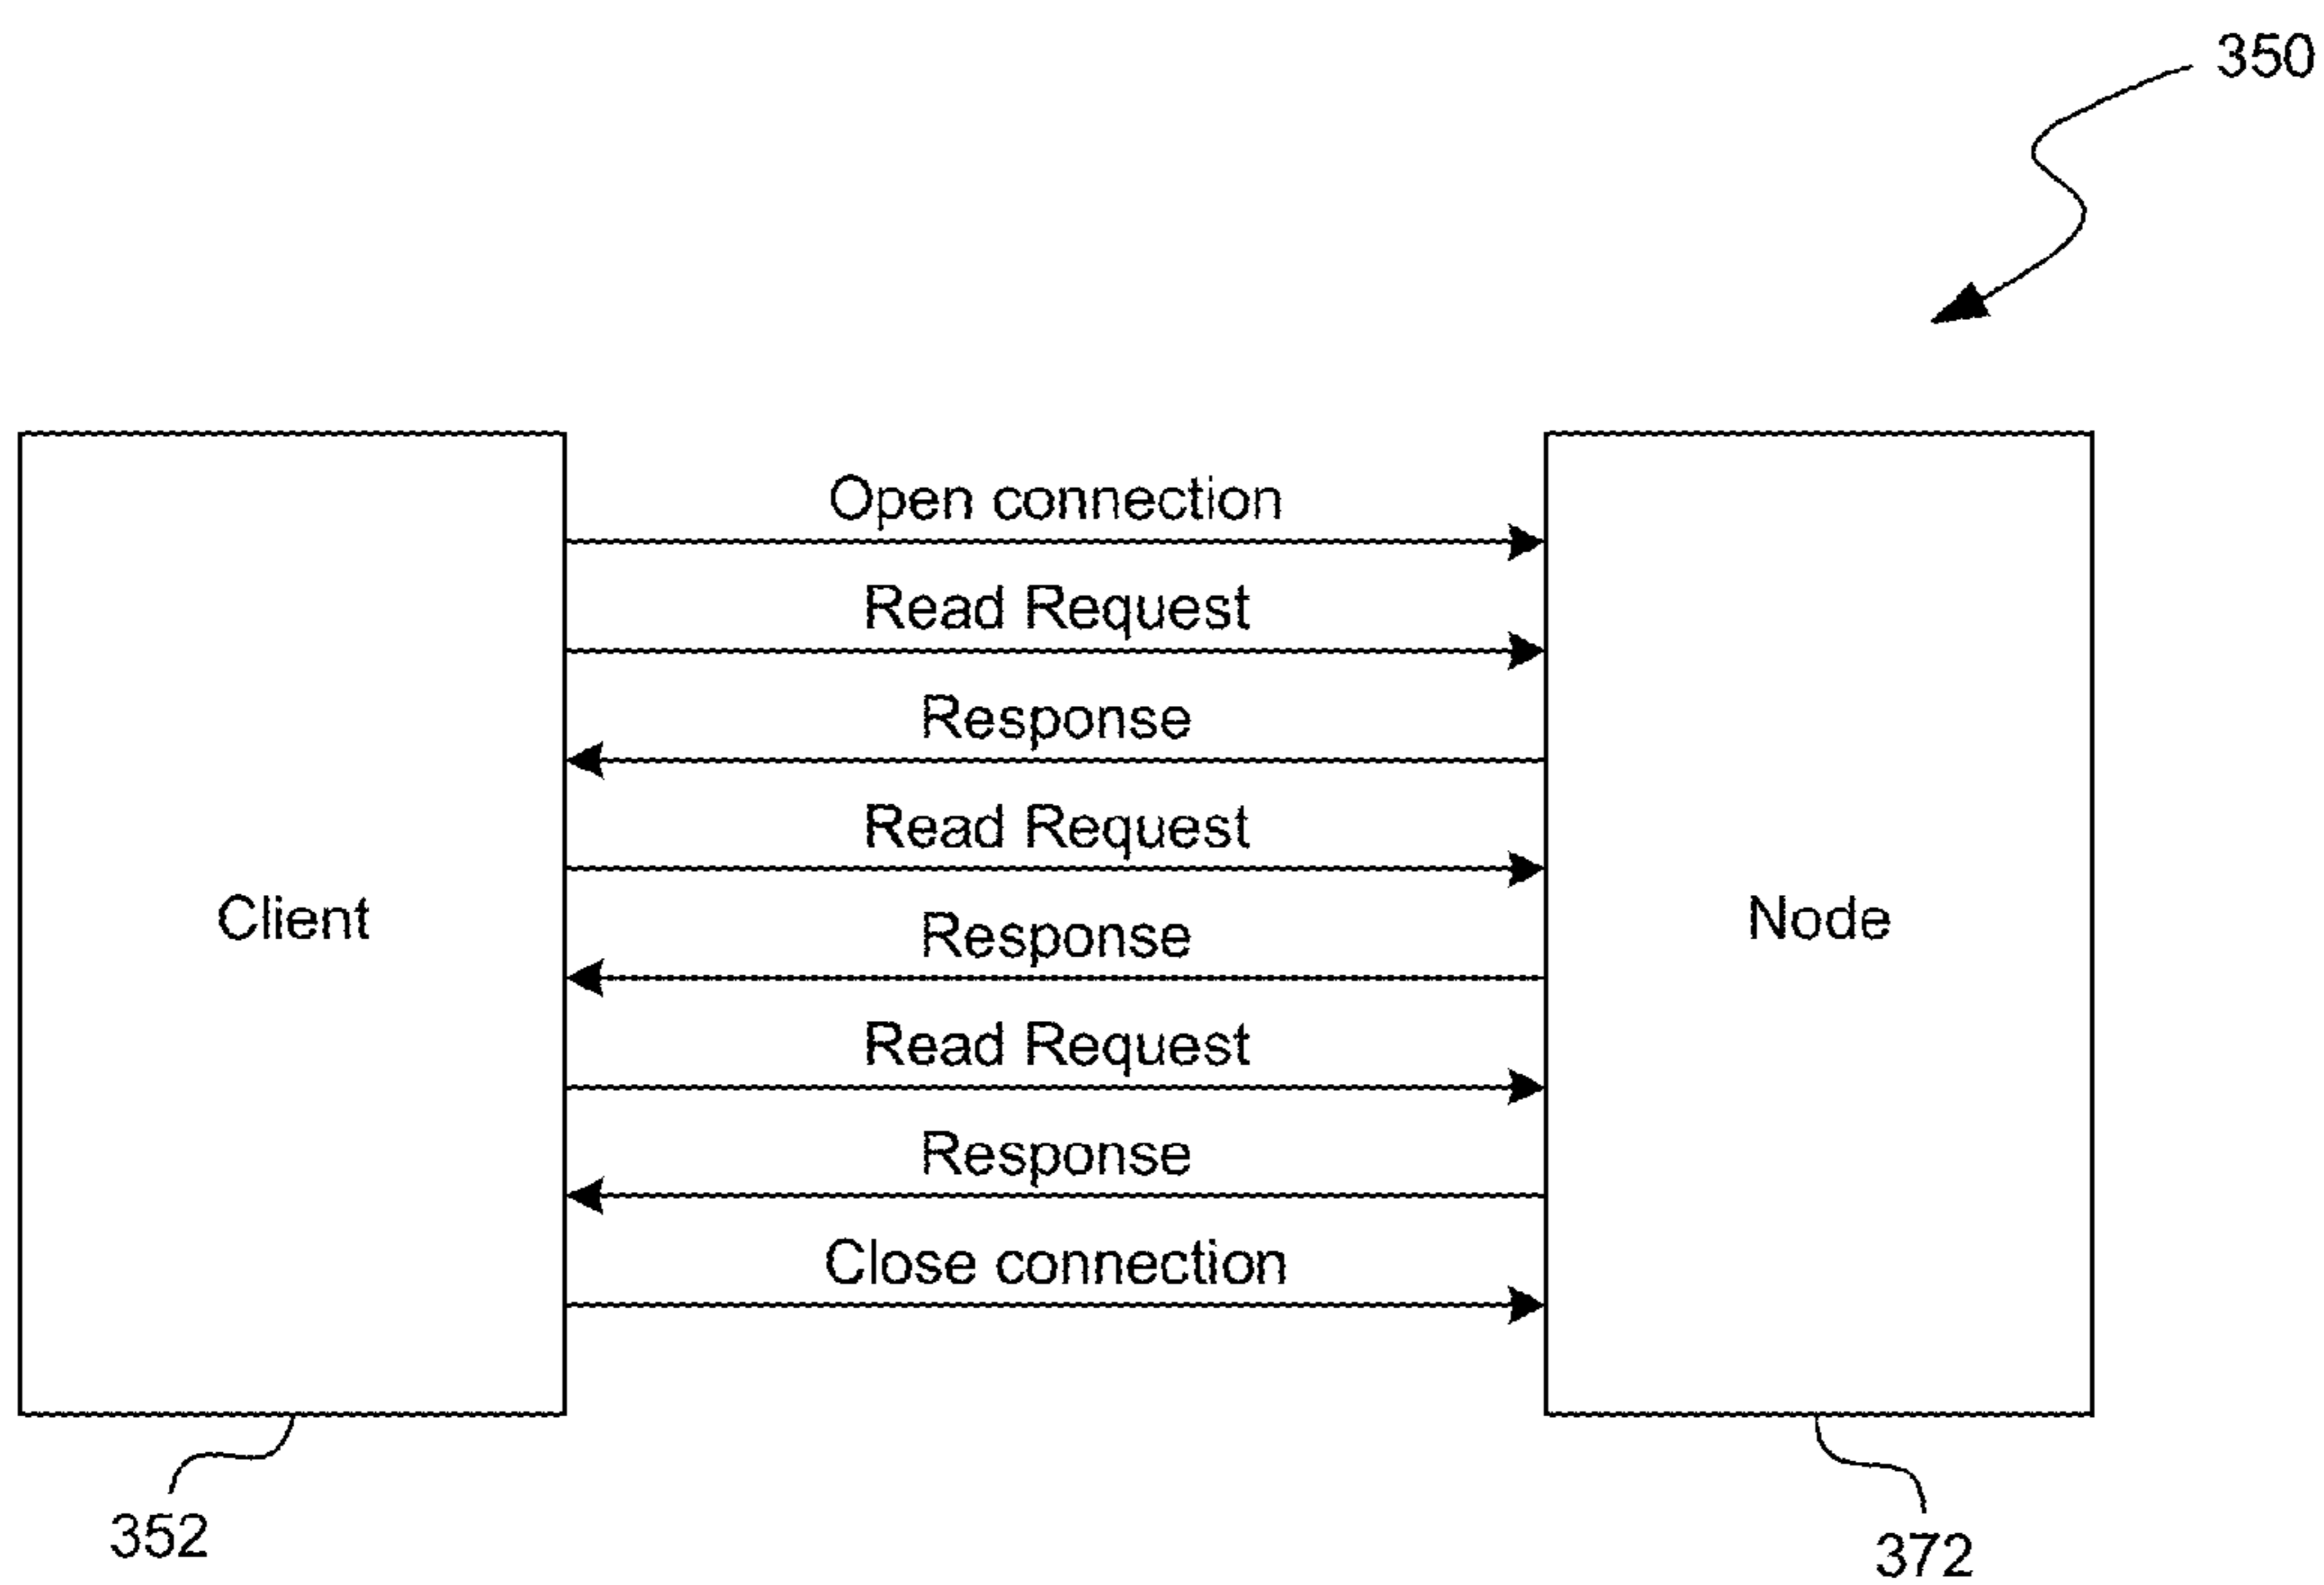 350
Open connection
Read Request
Response
Read Request
Client
Response
Node
Read Request
Response
Close connection
352
372